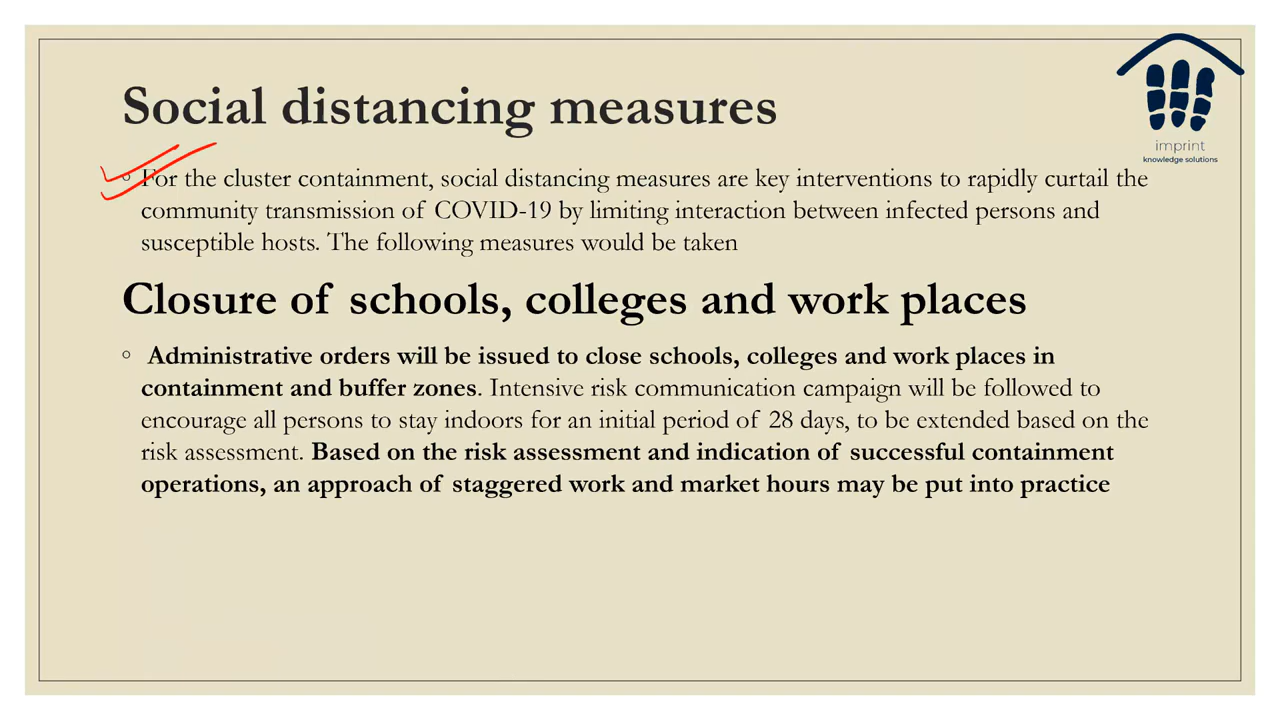 Social distancing measures
imprint
knowledge solutions
◦ For the cluster containment, social distancing measures are key interventions to rapidly curtail the
community transmission of COVID-19 by limiting interaction between infected persons and
susceptible hosts. The following measures would be taken
Closure of schools, colleges and work places
◦ Administrative orders will be issued to close schools, colleges and work places in
containment and buffer zones. Intensive risk communication campaign will be followed to
encourage all persons to stay indoors for an initial period of 28 days, to be extended based on the
risk assessment. Based on the risk assessment and indication of successful containment
operations, an approach of staggered work and market hours may be put into practice